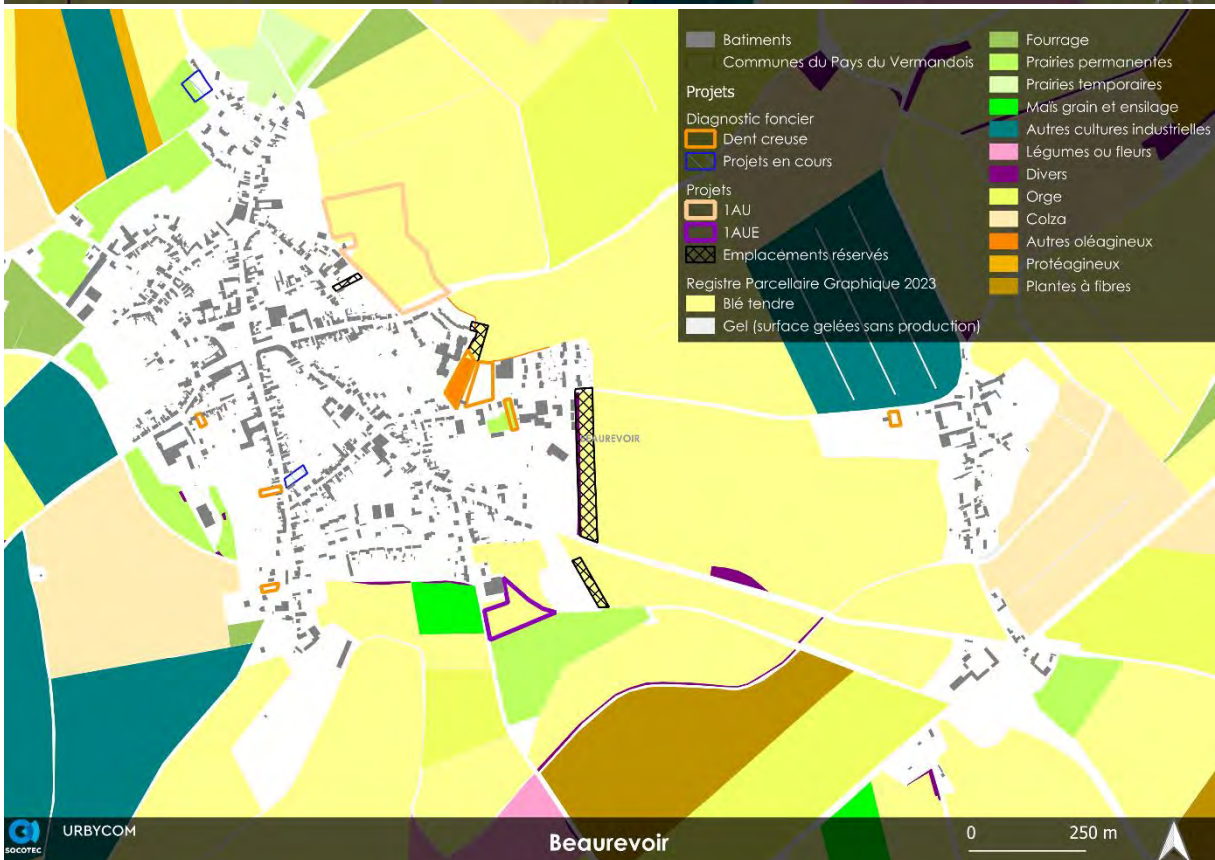 Batiments
Communes du Pays du Vermandois
Projets
Diagnostic foncier
Dent creuse
Projets en cours
Projets
1AU
1AUE
Emplacements réservés
Registre Parcellaire Graphique 2023
Blé tendre
Gel (surface gelées sans production)
Fourrage
Prairies permanentes
Prairies temporaires
Maïs grain et ensilage
Autres cultures industrielles
Légumes ou fleurs
Divers
Orge
Colza
Autres oléagineux
Protéagineux
Plantes à fibres
BEAUREVOIR
SOCOTEC
URBYCOM
Beaurevoir
0 250 m